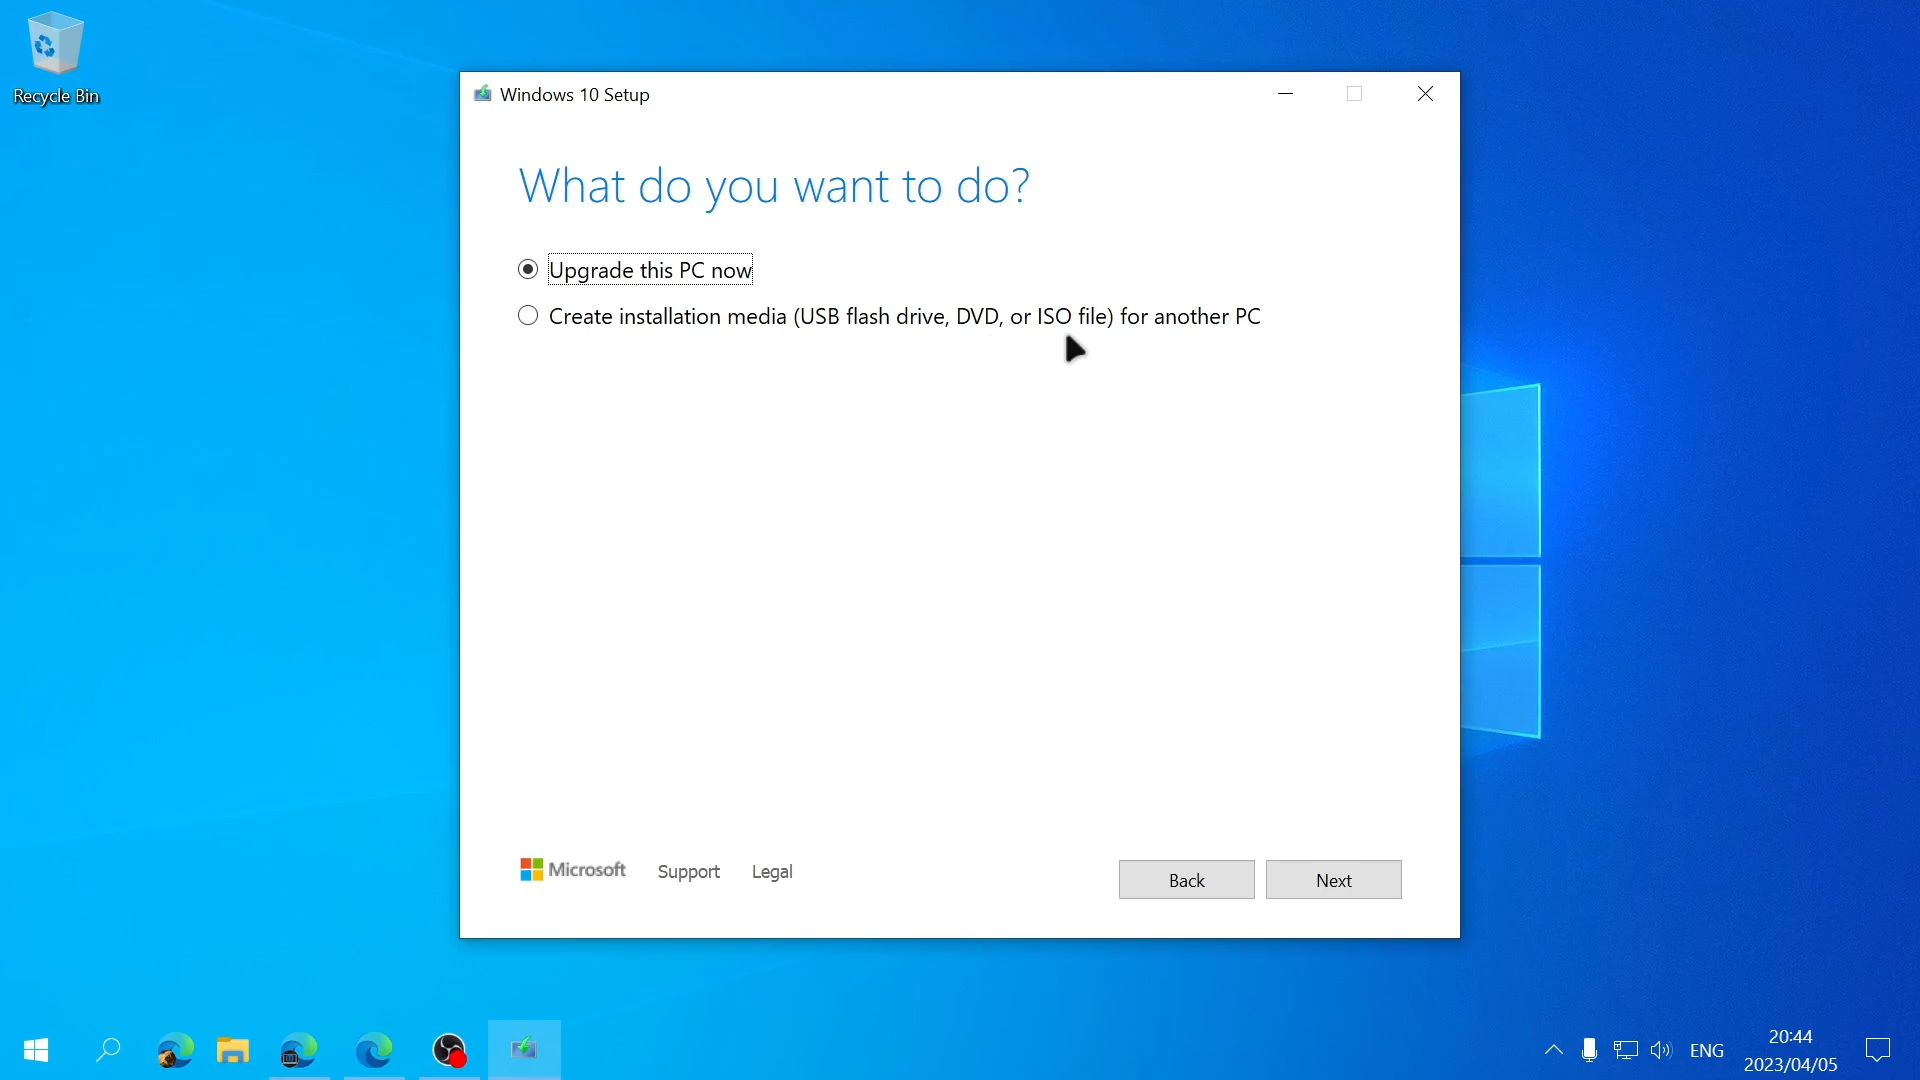 Recycle Bin
Windows 10 Setup
What do you want to do?
Upgrade this PC now
Create installation media (USB flash drive, DVD, or ISO file) for another PC
Microsoft Support Legal
Back Next
ENG
20:44
2023/04/05